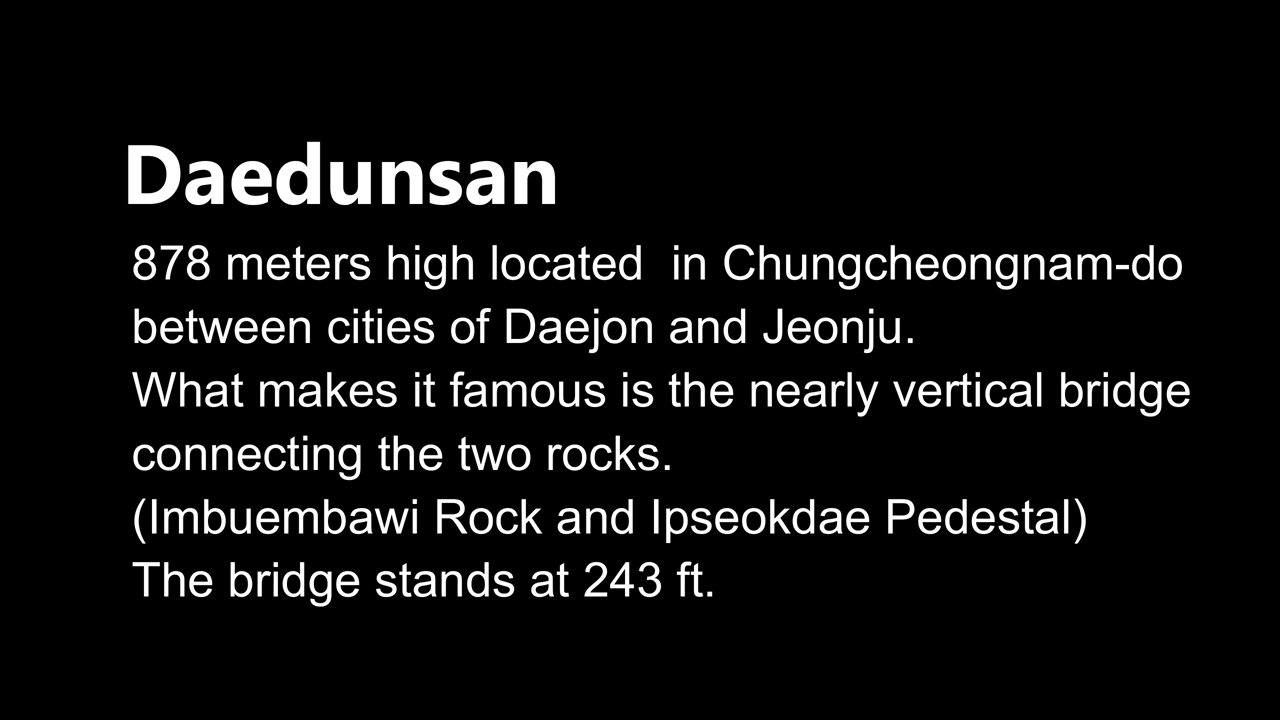 Daedunsan
878 meters high located  in Chungcheongnam-do
between cities of Daejon and Jeonju.
What makes it famous is the nearly vertical bridge
connecting the two rocks.
(Imbuembawi Rock and Ipseokdae Pedestal)
The bridge stands at 243 ft.